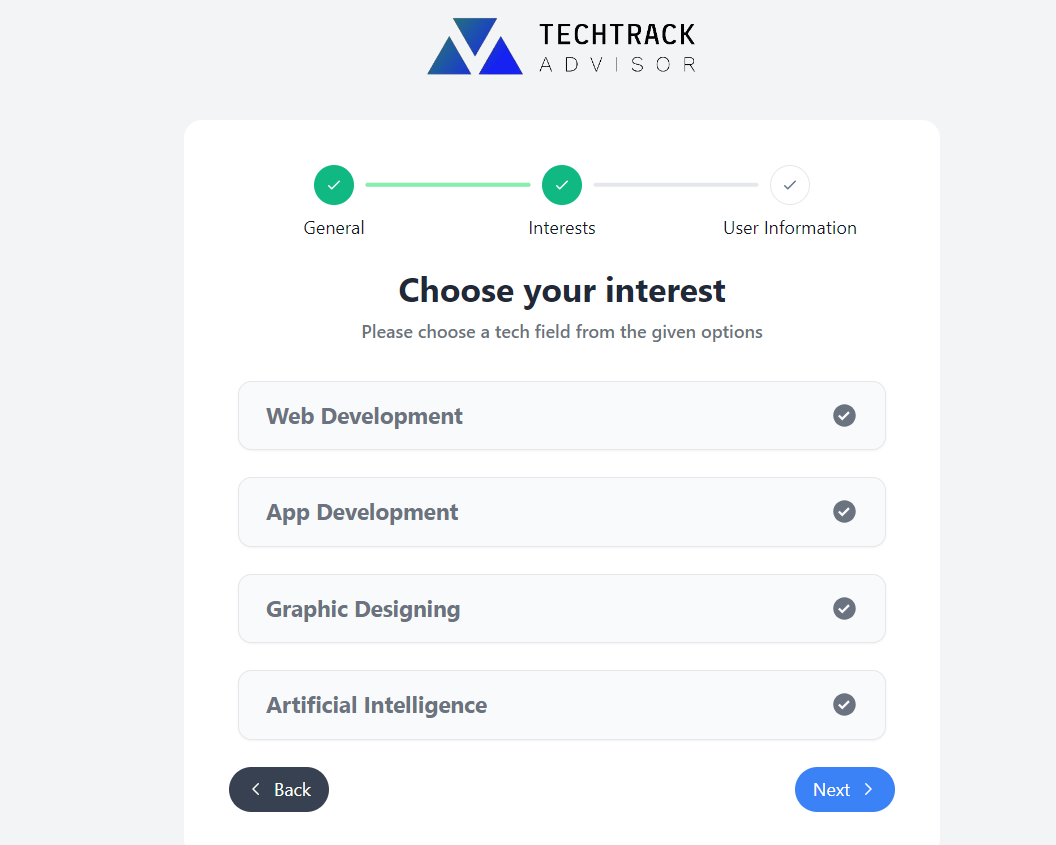 TECHTRACK
ADVISOR
General
Interests
User Information
Choose your interest
Please choose a tech field from the given options
Web Development
App Development
Graphic Designing
Artificial Intelligence
Back
Next